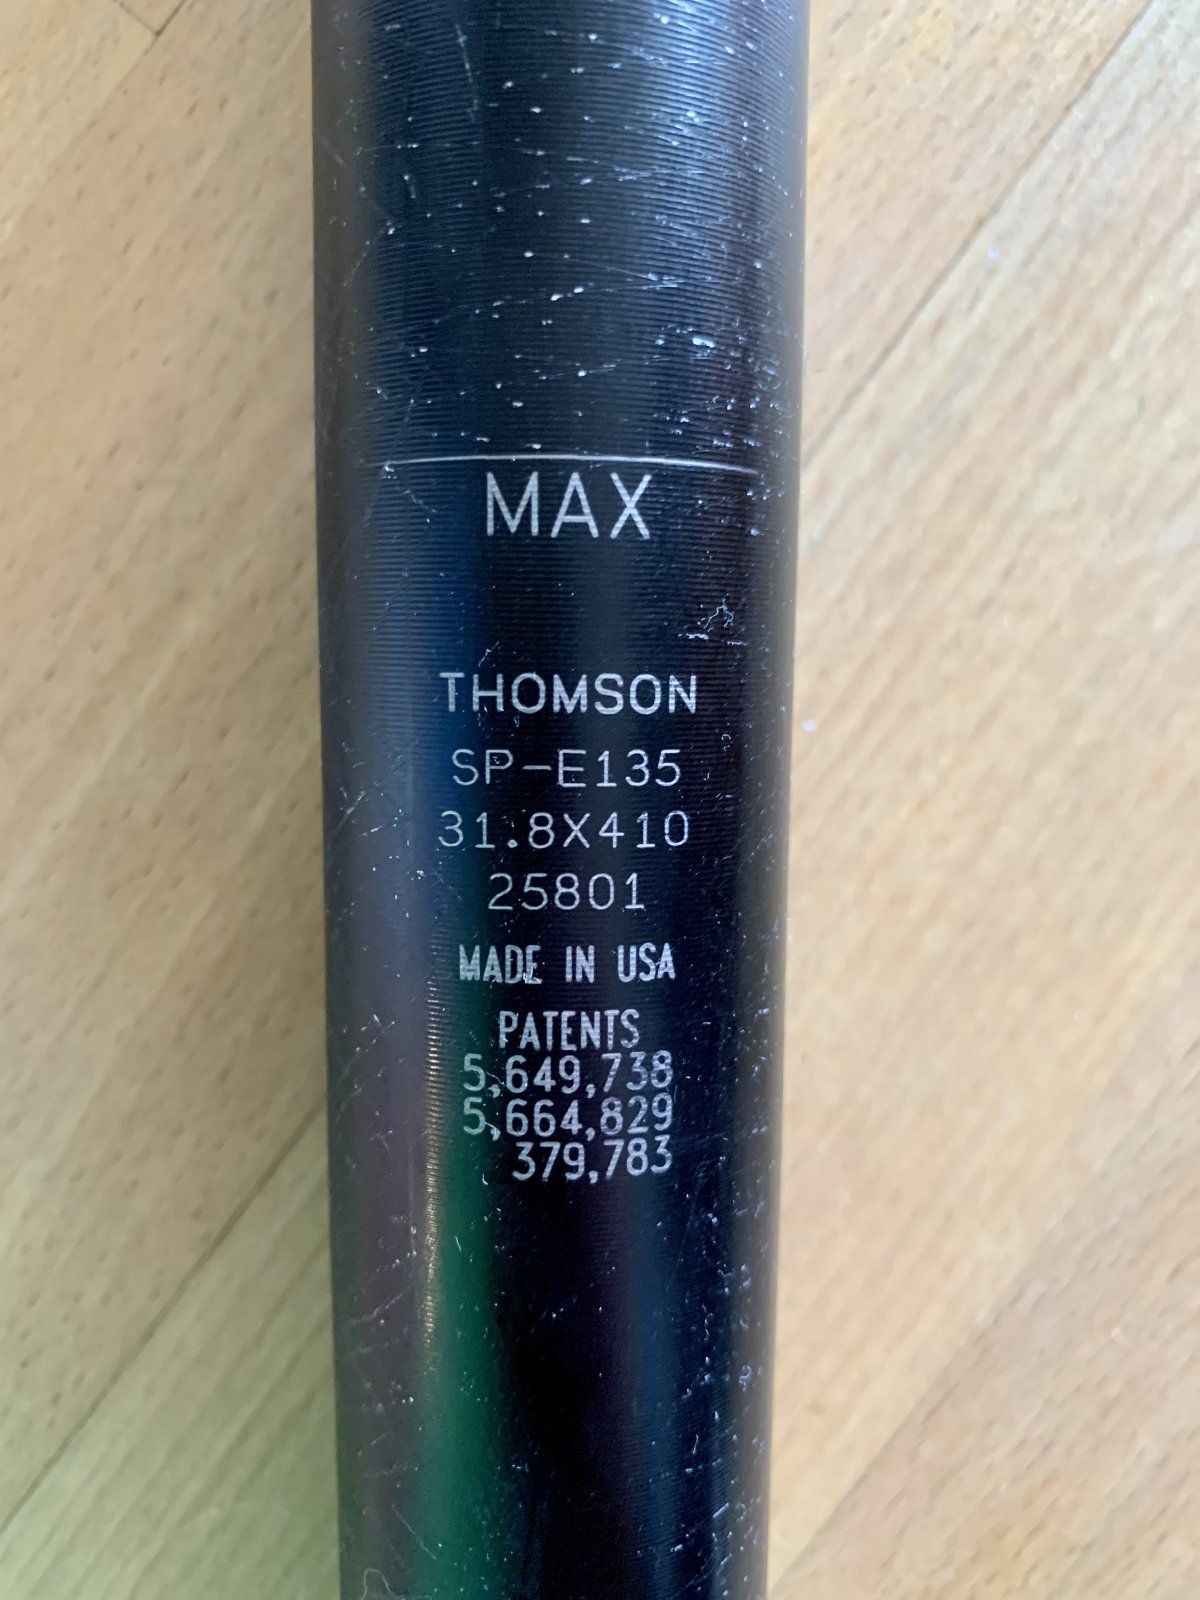 MAX
THOMSON
SP-E135
31.8X410
25801
MADE IN USA
PATENTS
5,649,738
5,664,829
379,783